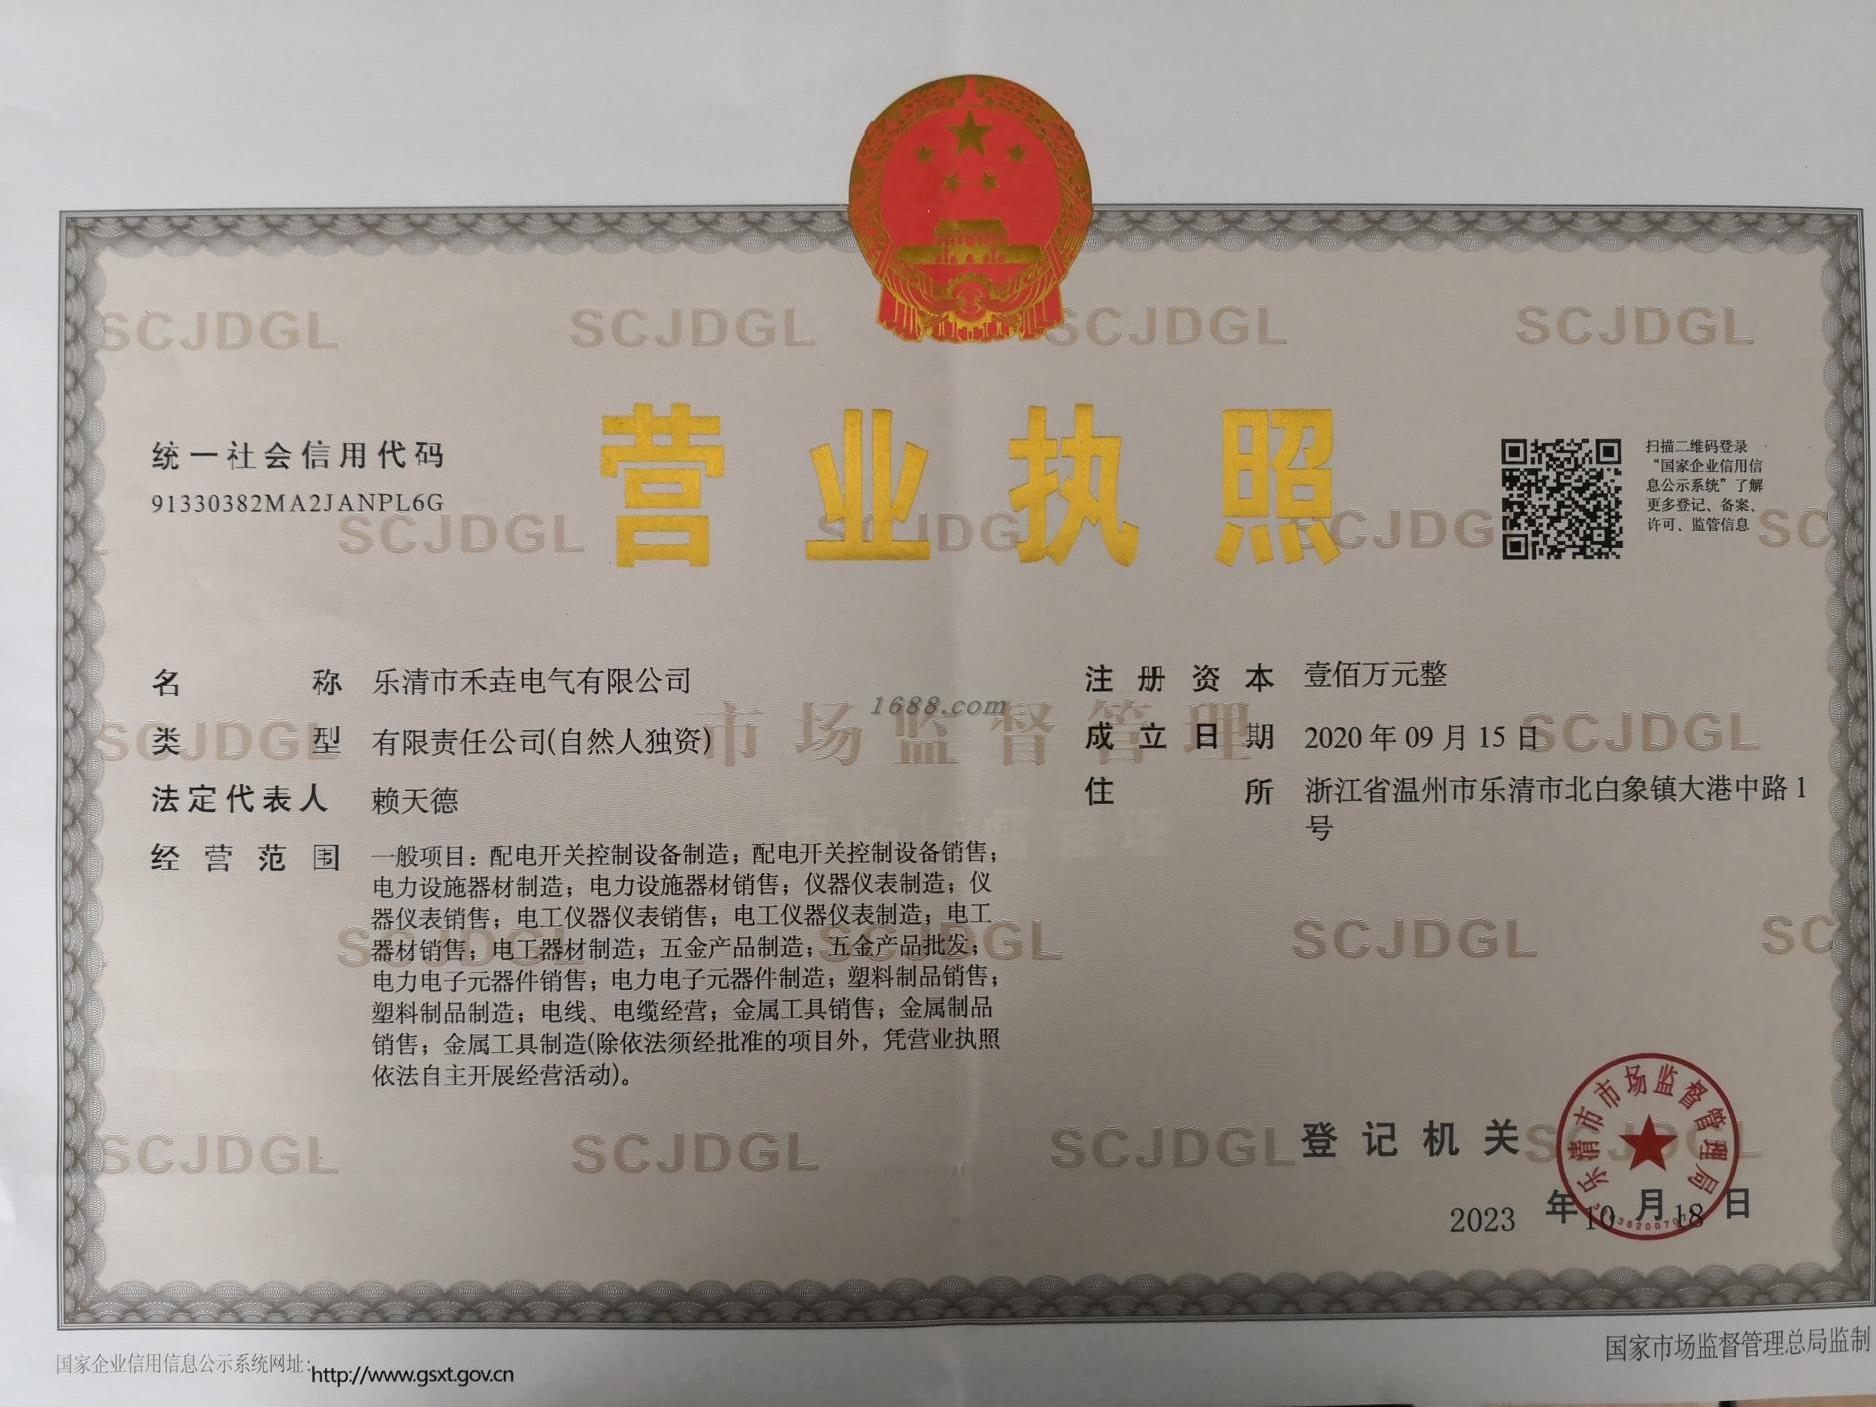 营业执照
统一社会信用代码
91330382MA2JANPL6G
扫描二维码登录
“国家企业信用信
息公示系统”了解
更多登记、备案、
许可、监管信息
名称 乐清市禾垚电气有限公司
类型 有限责任公司(自然人独资)
法定代表人 赖天德
经营范围 一般项目：配电开关控制设备制造；配电开关控制设备销售；
电力设施器材制造；电力设施器材销售；仪器仪表制造；仪
器仪表销售；电工仪器仪表销售；电工仪器仪表制造；电工
器材销售；电工器材制造；五金产品制造；五金产品批发；
电力电子元器件销售；电力电子元器件制造；塑料制品销售；
塑料制品制造；电线、电缆经营；金属工具销售；金属制品
销售；金属工具制造(除依法须经批准的项目外，凭营业执照
依法自主开展经营活动)。
注册资本 壹佰万元整
成立日期 2020年09月15日
住所 浙江省温州市乐清市北白象镇大港中路1
号
1688.com
市场监督管理
SCJDGL SCJDGL SCJDGL SCJDGL
SCJDGL SCJDGL SCJDGL SC
SCJDGL SCJDGL
SCJDGL SCJDGL SCJDGL SC
SCJDGL SCJDGL SCJDGL SCJDGL
登记机关
乐清市市场监督管理局
2023年10月18日
国家企业信用信息公示系统网址：http://www.gsxt.gov.cn
国家市场监督管理总局监制